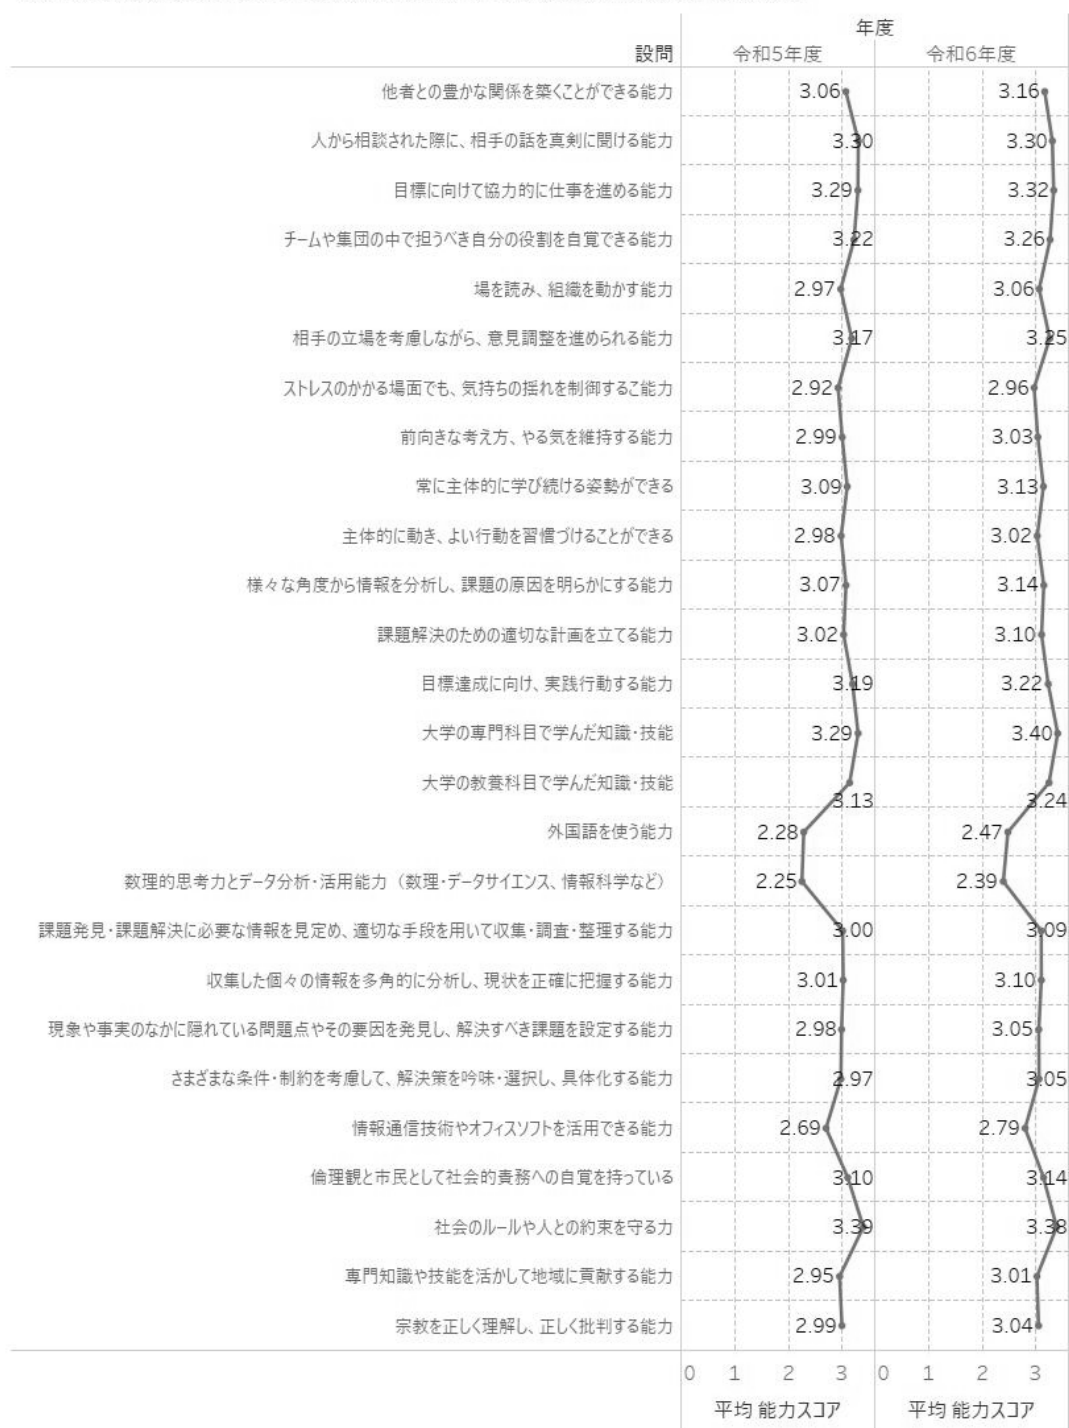 年度
設問 令和5年度 令和6年度
他者との豊かな関係を築くことができる能力 3.06 3.16
人から相談された際に、相手の話を真剣に聞ける能力 3.30 3.30
目標に向けて協力的に仕事を進める能力 3.29 3.32
チームや集団の中で担うべき自分の役割を自覚できる能力 3.22 3.26
場を読み、組織を動かす能力 2.97 3.06
相手の立場を考慮しながら、意見調整を進められる能力 3.17 3.25
ストレスのかかる場面でも、気持ちの揺れを制御するこ能力 2.92 2.96
前向きな考え方、やる気を維持する能力 2.99 3.03
常に主体的に学び続ける姿勢ができる 3.09 3.13
主体的に動き、よい行動を習慣づけることができる 2.98 3.02
様々な角度から情報を分析し、課題の原因を明らかにする能力 3.07 3.14
課題解決のための適切な計画を立てる能力 3.02 3.10
目標達成に向け、実践行動する能力 3.19 3.22
大学の専門科目で学んだ知識・技能 3.29 3.40
大学の教養科目で学んだ知識・技能 3.13 3.24
外国語を使う能力 2.28 2.47
数理的思考力とデータ分析・活用能力（数理・データサイエンス、情報科学など） 2.25 2.39
課題発見・課題解決に必要な情報を見定め、適切な手段を用いて収集・調査・整理する能力 3.00 3.09
収集した個々の情報を多角的に分析し、現状を正確に把握する能力 3.01 3.10
現象や事実のなかに隠れている問題点やその要因を発見し、解決すべき課題を設定する能力 2.98 3.05
さまざまな条件・制約を考慮して、解決策を吟味・選択し、具体化する能力 2.97 3.05
情報通信技術やオフィスソフトを活用できる能力 2.69 2.79
倫理観と市民として社会的責務への自覚を持っている 3.10 3.14
社会のルールや人との約束を守る力 3.39 3.38
専門知識や技能を活かして地域に貢献する能力 2.95 3.01
宗教を正しく理解し、正しく批判する能力 2.99 3.04
0 1 2 3 0 1 2 3
平均 能力スコア 平均 能力スコア